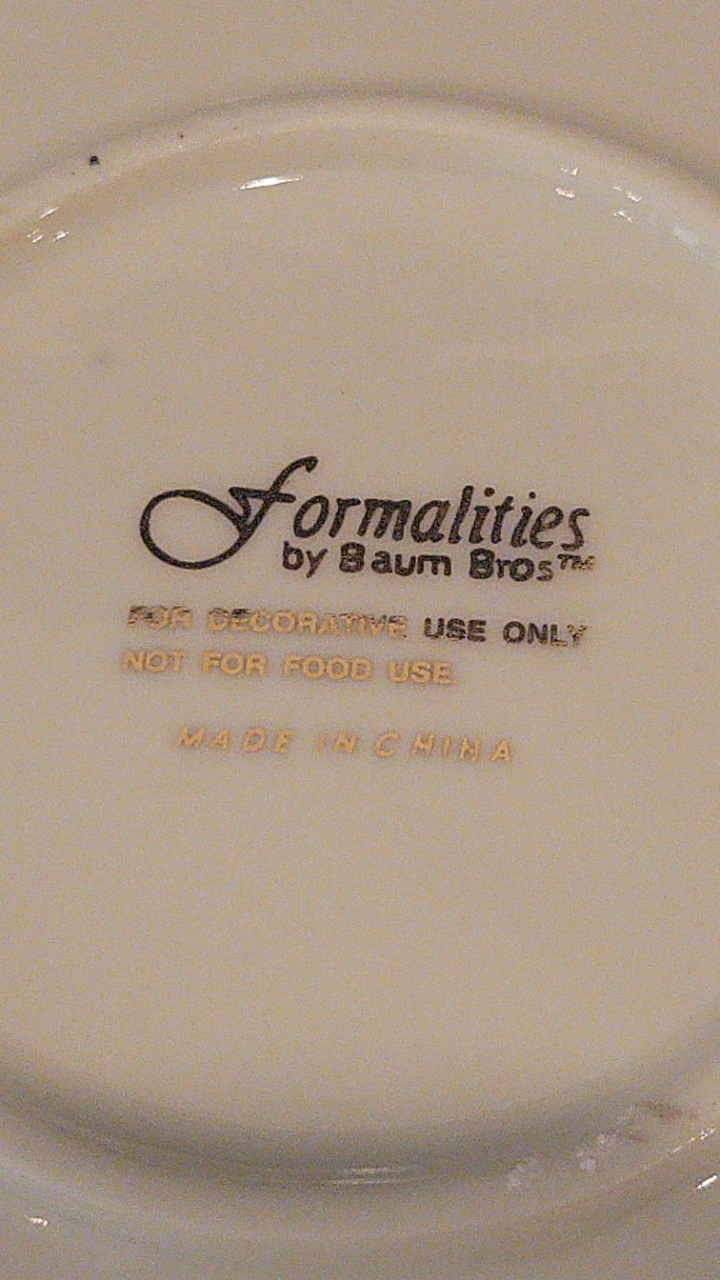 Formalities
by Baum Bros™
FOR DECORATIVE USE ONLY
NOT FOR FOOD USE.
MADE IN CHINA